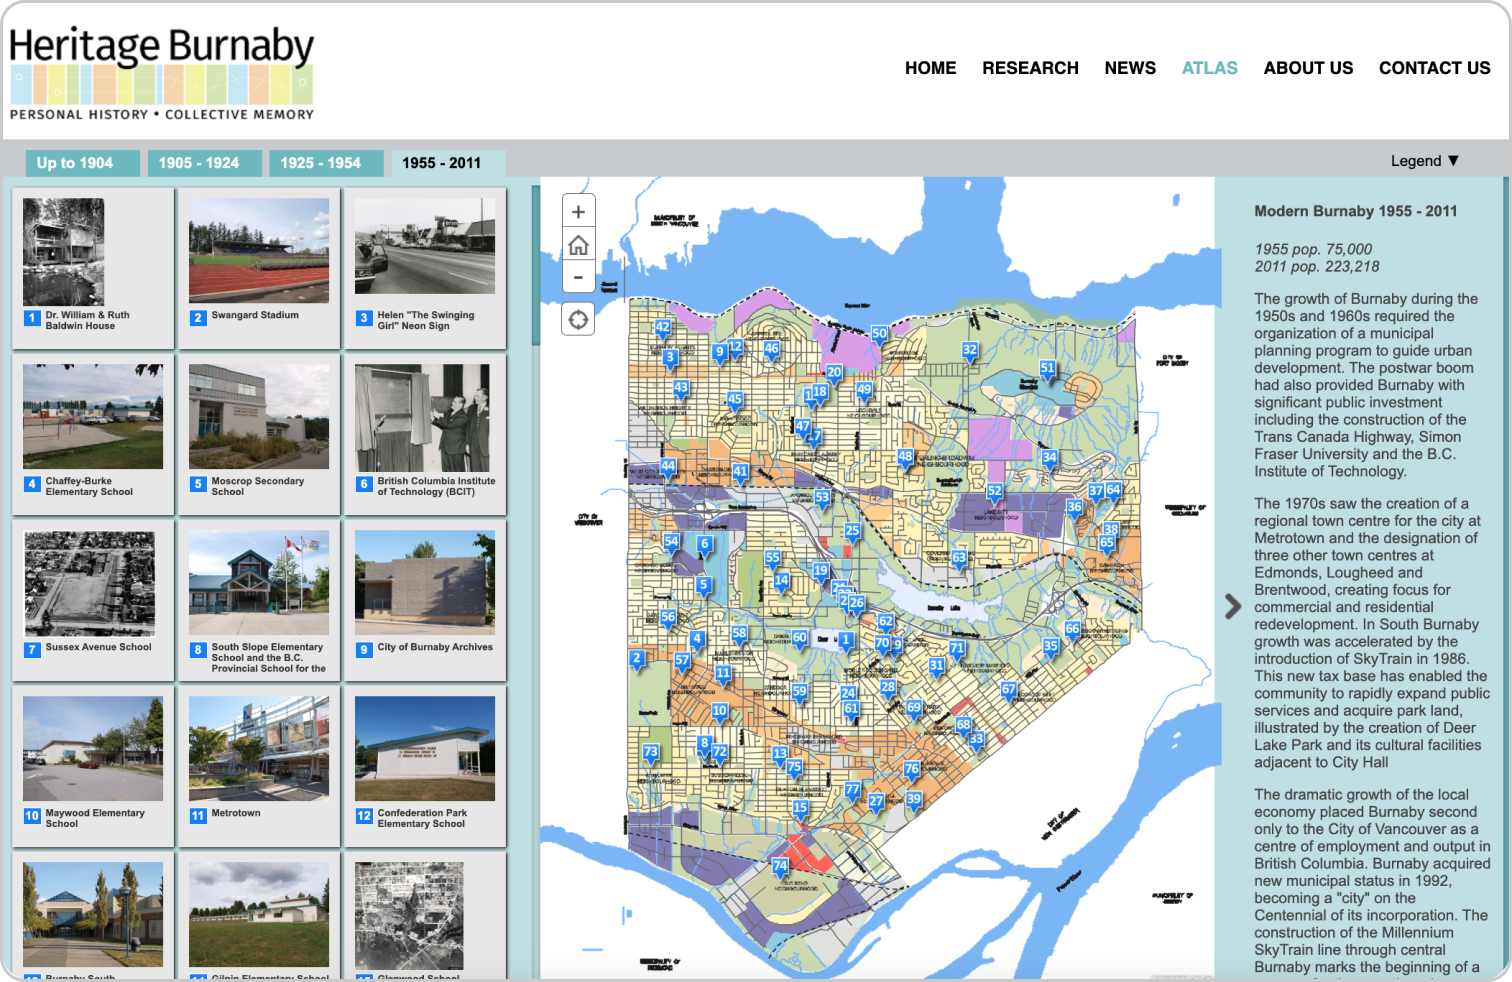 Heritage Burnaby
PERSONAL HISTORY • COLLECTIVE MEMORY
HOME
RESEARCH
NEWS
ATLAS
ABOUT US
CONTACT US
Up to 1904
1905 - 1924
1925 - 1954
1955 - 2011
Legend ▼
1 Dr. William & Ruth
Baldwin House
2 Swangard Stadium
3 Helen "The Swinging
Girl" Neon Sign
4 Chaffey-Burke
Elementary School
5 Moscrop Secondary
School
6 British Columbia Institute
of Technology (BCIT)
7 Sussex Avenue School
8 South Slope Elementary
School and the B.C.
Provincial School for the
9 City of Burnaby Archives
10 Maywood Elementary
School
11 Metrotown
12 Confederation Park
Elementary School
Burnaby South
Gilpin Elementary School
Glenwood School
+
-
42
3
9
12
46
50
32
51
20
43
45
18
49
47
7
48
34
44
41
52
53
37
64
36
38
65
25
54
6
55
63
14
19
5
26
56
62
66
4
58
60
1
70
9
35
2
57
71
31
11
59
24
28
67
10
61
69
68
33
73
8
72
13
75
76
77
27
39
15
74
Modern Burnaby 1955 - 2011
1955 pop. 75,000
2011 pop. 223,218
The growth of Burnaby during the
1950s and 1960s required the
organization of a municipal
planning program to guide urban
development. The postwar boom
had also provided Burnaby with
significant public investment
including the construction of the
Trans Canada Highway, Simon
Fraser University and the B.C.
Institute of Technology.
The 1970s saw the creation of a
regional town centre for the city at
Metrotown and the designation of
three other town centres at
Edmonds, Lougheed and
Brentwood, creating focus for
commercial and residential
redevelopment. In South Burnaby
growth was accelerated by the
introduction of SkyTrain in 1986.
This new tax base has enabled the
community to rapidly expand public
services and acquire park land,
illustrated by the creation of Deer
Lake Park and its cultural facilities
adjacent to City Hall
The dramatic growth of the local
economy placed Burnaby second
only to the City of Vancouver as a
centre of employment and output in
British Columbia. Burnaby acquired
new municipal status in 1992,
becoming a "city" on the
Centennial of its incorporation. The
construction of the Millennium
SkyTrain line through central
Burnaby marks the beginning of a